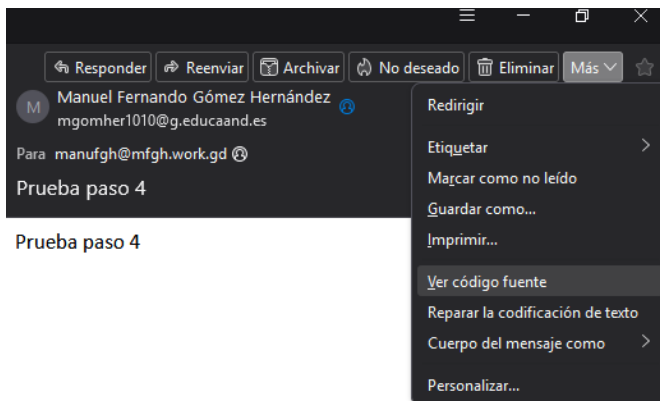 Responder Reenviar Archivar No deseado Eliminar Más
M
Manuel Fernando Gómez Hernández
mgomher1010@g.educaand.es
Para manufgh@mfgh.work.gd
Prueba paso 4
Prueba paso 4
Redirigir
Etiquetar
Marcar como no leído
Guardar como...
Imprimir...
Ver código fuente
Reparar la codificación de texto
Cuerpo del mensaje como
Personalizar...